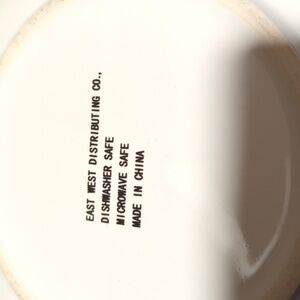 EAST WEST DISTRIBUTING CO.,
DISHWASHER SAFE
MICROWAVE SAFE
MADE IN CHINA